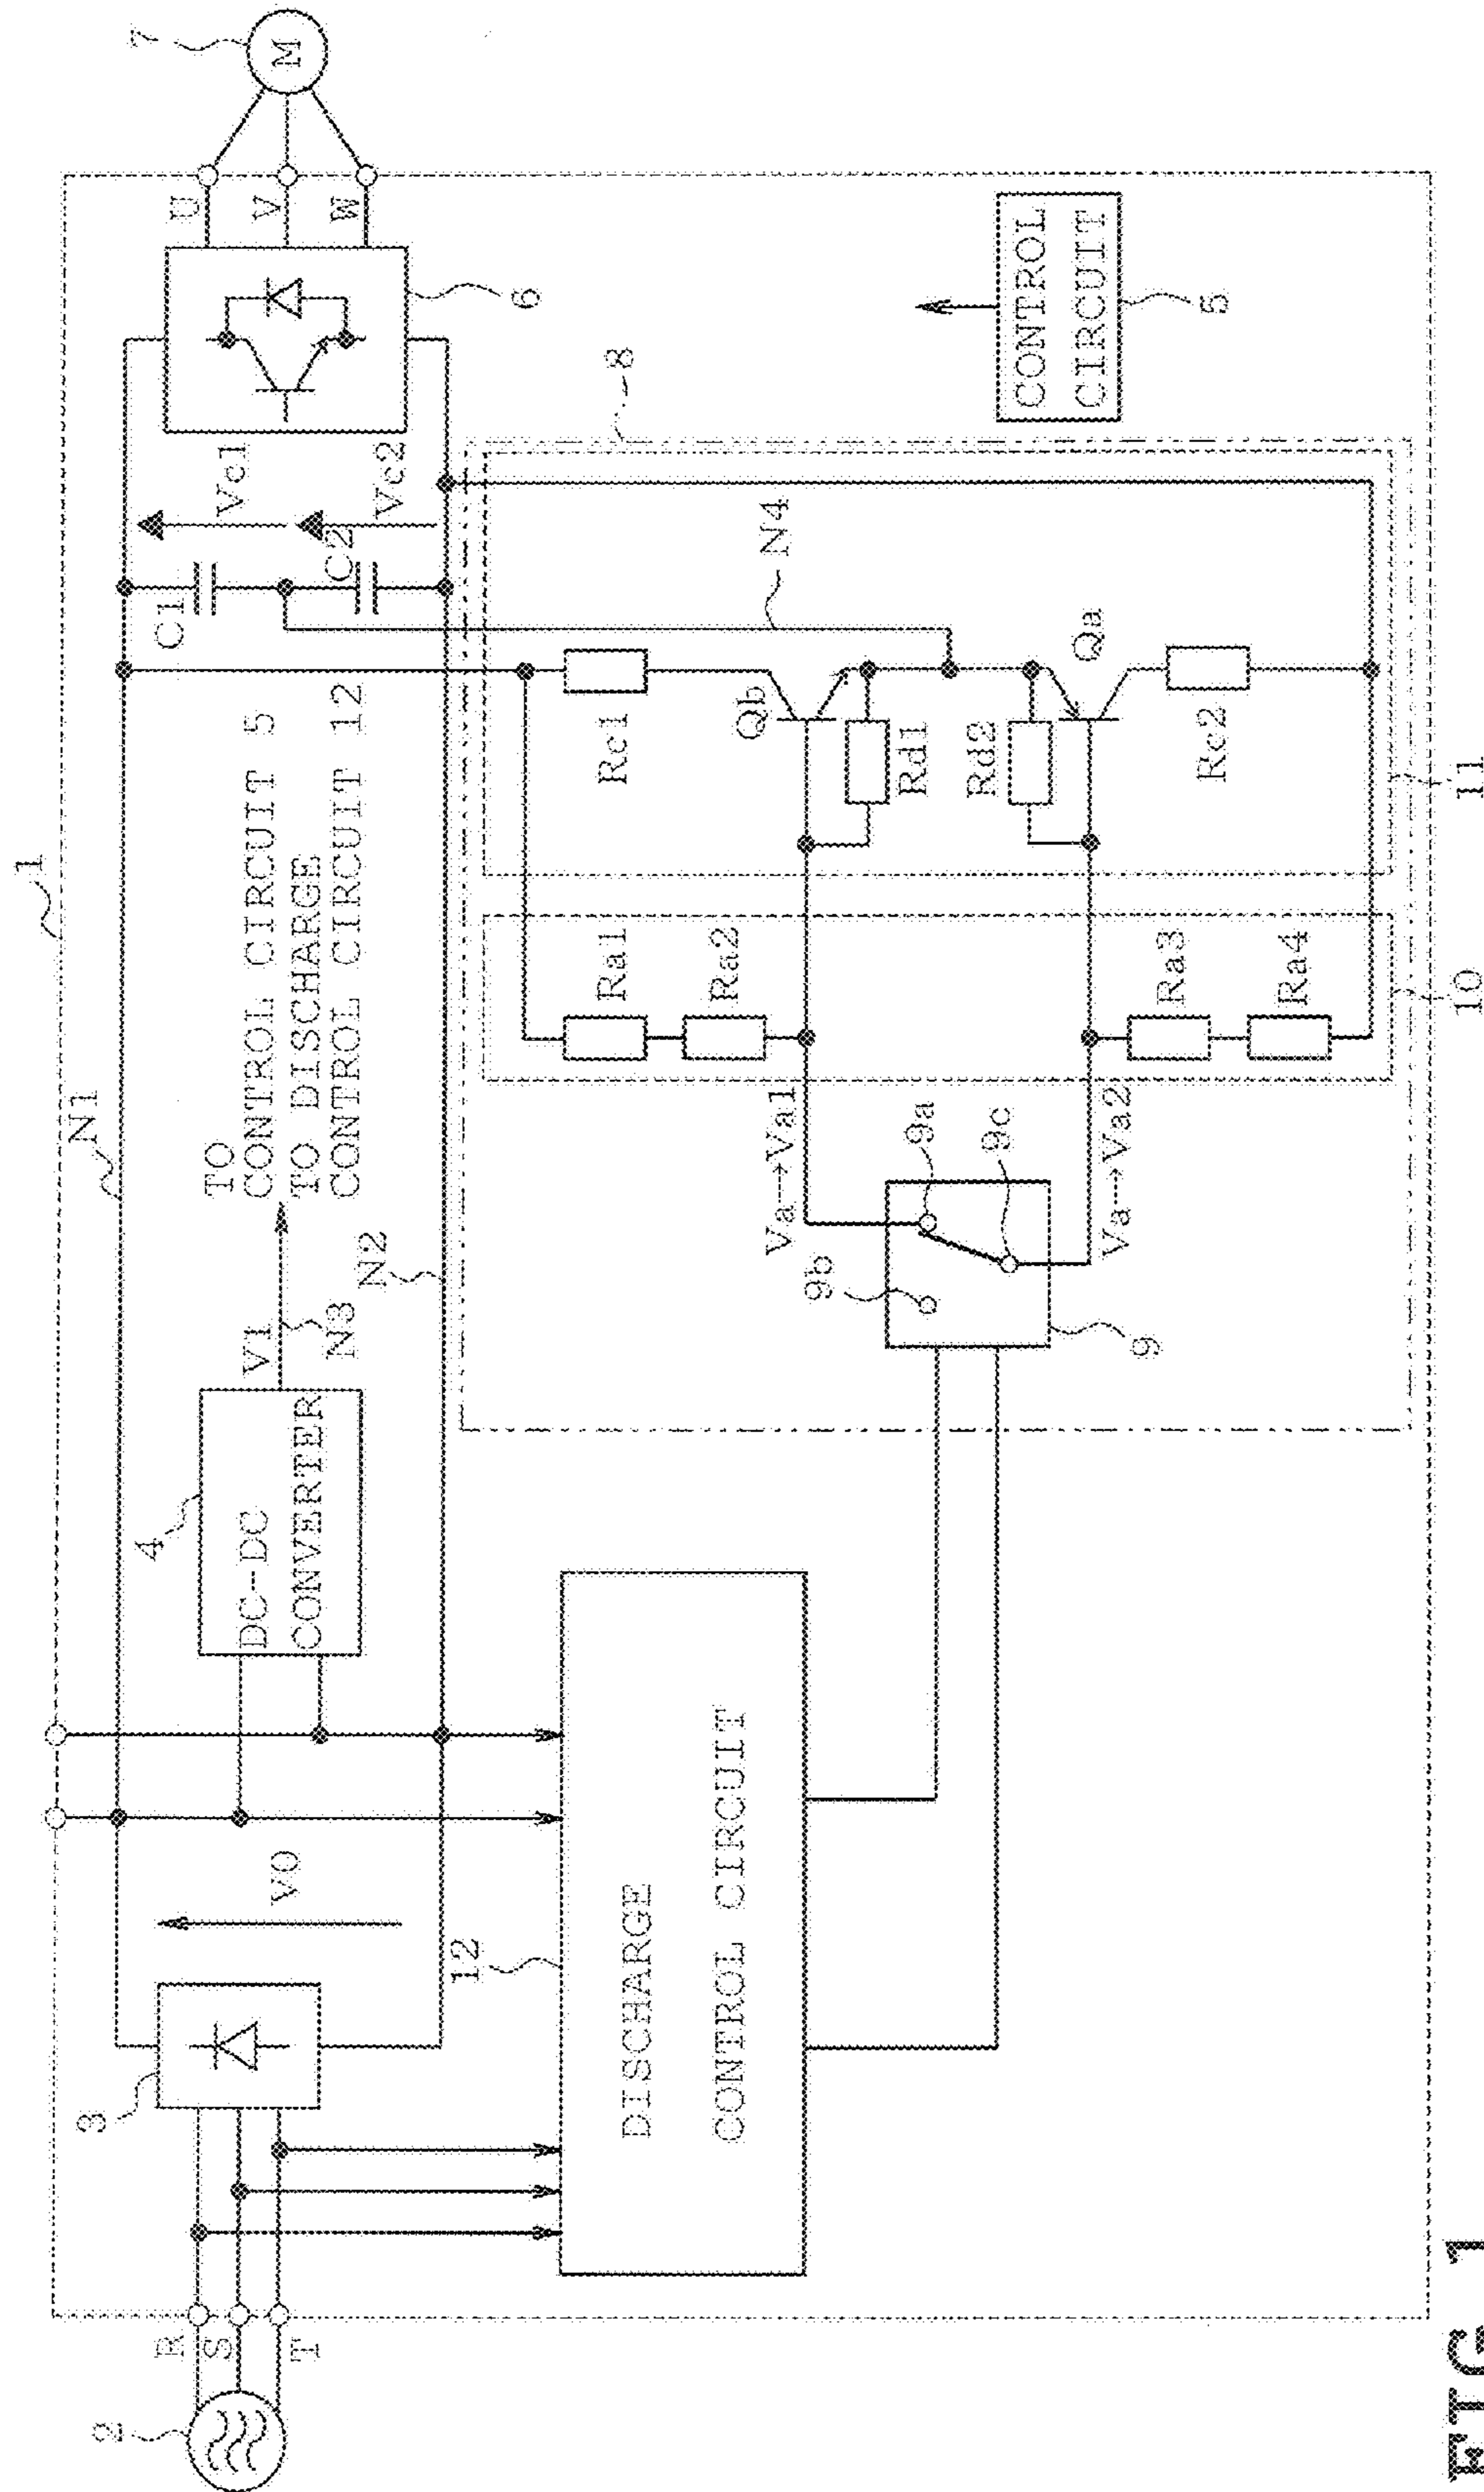 1
N1
2
R
S
T
3
V0
12
DISCHARGE
CONTROL CIRCUIT
4
DC-DC
CONVERTER
V1
N3
N2
TO
CONTROL CIRCUIT 5
TO DISCHARGE
CONTROL CIRCUIT 12
C1
C2
Vc1
Vc2
6
U
V
W
M
7
8
N4
Ra1
Ra2
Rc1
Qb
Rd1
Rd2
Qa
Rc2
Ra3
Ra4
Va→Va1
Va→Va2
9a
9b
9c
9
10
11
CONTROL
CIRCUIT
5
FIG. 1